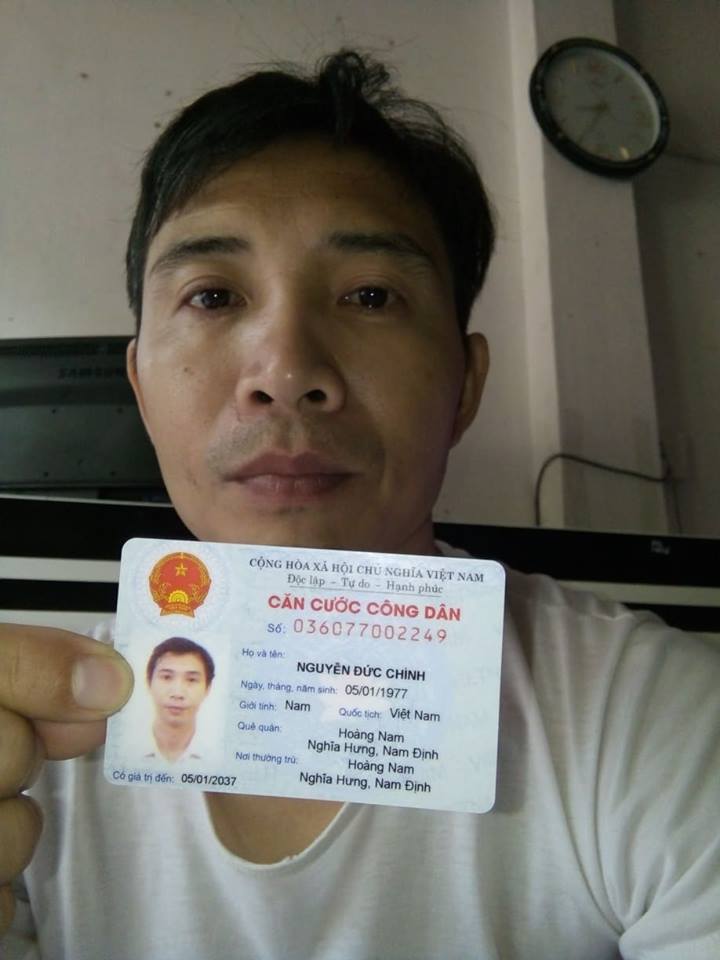 SAMSUNG
CỘNG HÒA XÃ HỘI CHỦ NGHĨA VIỆT NAM
Độc lập – Tự do – Hạnh phúc
CĂN CƯỚC CÔNG DÂN
Số: 036077002249
Họ và tên:
NGUYỄN ĐỨC CHỈNH
Ngày, tháng, năm sinh: 05/01/1977
Giới tính: Nam Quốc tịch: Việt Nam
Quê quán: Hoàng Nam
Nghĩa Hưng, Nam Định
Nơi thường trú: Hoàng Nam
Nghĩa Hưng, Nam Định
Có giá trị đến: 05/01/2037